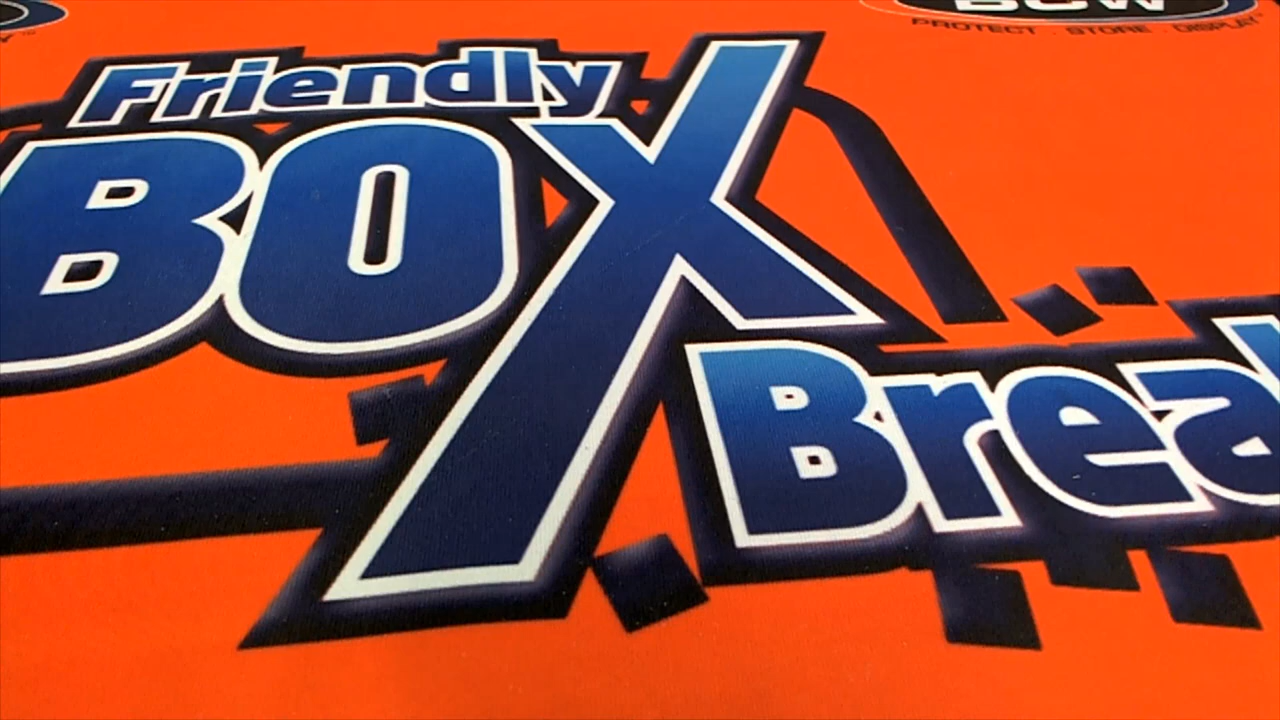 BCW
PROTECT . STORE . DISPLAY
Friendly
BOX
Brea